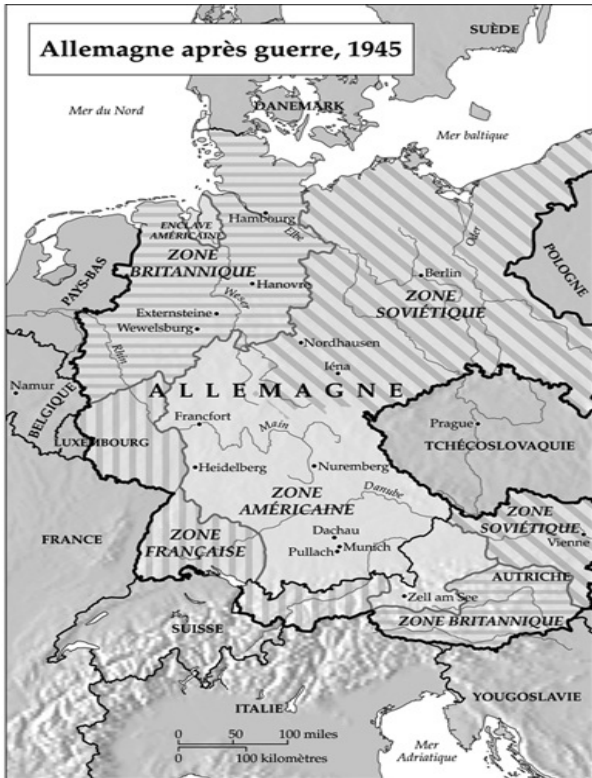 Allemagne après guerre, 1945
SUÈDE
Mer du Nord
DANEMARK
Mer baltique
Hambourg
ENCLAVE
AMÉRICAINE
Elbe
ZONE
BRITANNIQUE
Oder
PAYS-BAS
Berlin
POLOGNE
Hanovre
Weser
ZONE
SOVIÉTIQUE
Externsteine
Wewelsburg
Nordhausen
Rhin
Iéna
Namur
ALLEMAGNE
BELGIQUE
Francfort
Prague
Main
LUXEMBOURG
TCHÉCOSLOVAQUIE
Heidelberg
Nuremberg
Danube
ZONE
AMÉRICAINE
ZONE
SOVIÉTIQUE
FRANCE
ZONE
FRANÇAISE
Dachau
Munich
Pullach
Vienne
AUTRICHE
Zell am See
ZONE BRITANNIQUE
SUISSE
YOUGOSLAVIE
ITALIE
0 50 100 miles
0 100 kilomètres
Mer
Adriatique